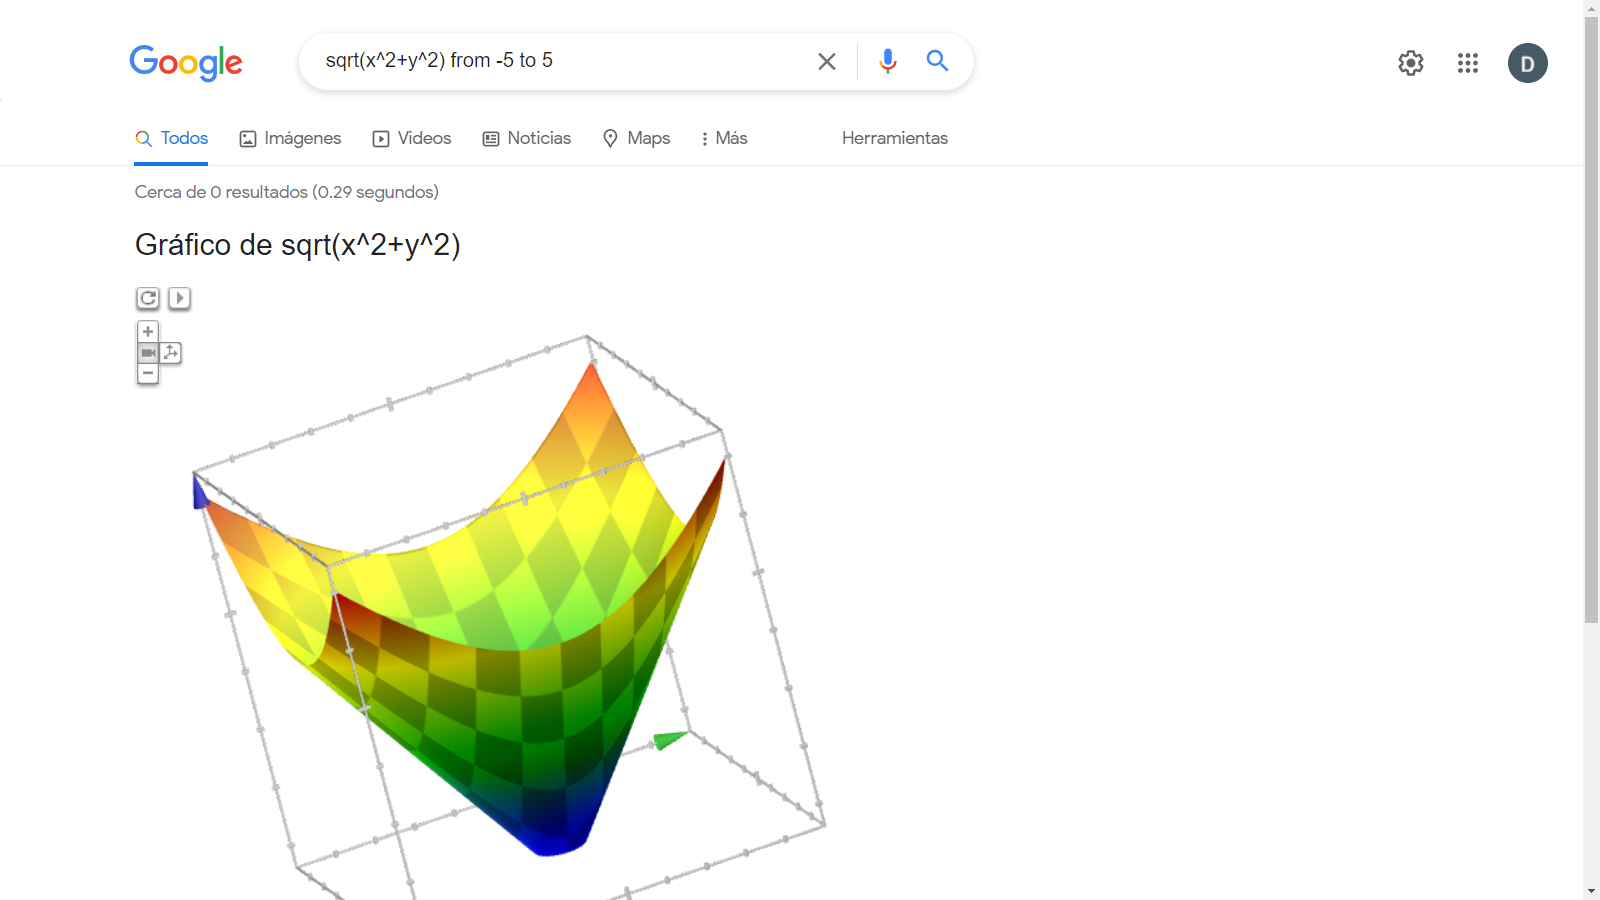 Google
sqrt(x^2+y^2) from -5 to 5
D
Todos Imágenes Videos Noticias Maps Más Herramientas
Cerca de 0 resultados (0.29 segundos)
Gráfico de sqrt(x^2+y^2)